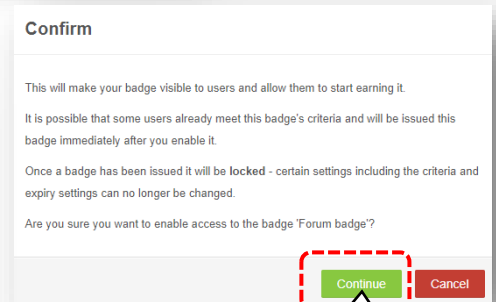 Confirm
This will make your badge visible to users and allow them to start earning it.
It is possible that some users already meet this badge's criteria and will be issued this
badge immediately after you enable it.
Once a badge has been issued it will be locked - certain settings including the criteria and
expiry settings can no longer be changed.
Are you sure you want to enable access to the badge 'Forum badge'?
Continue Cancel